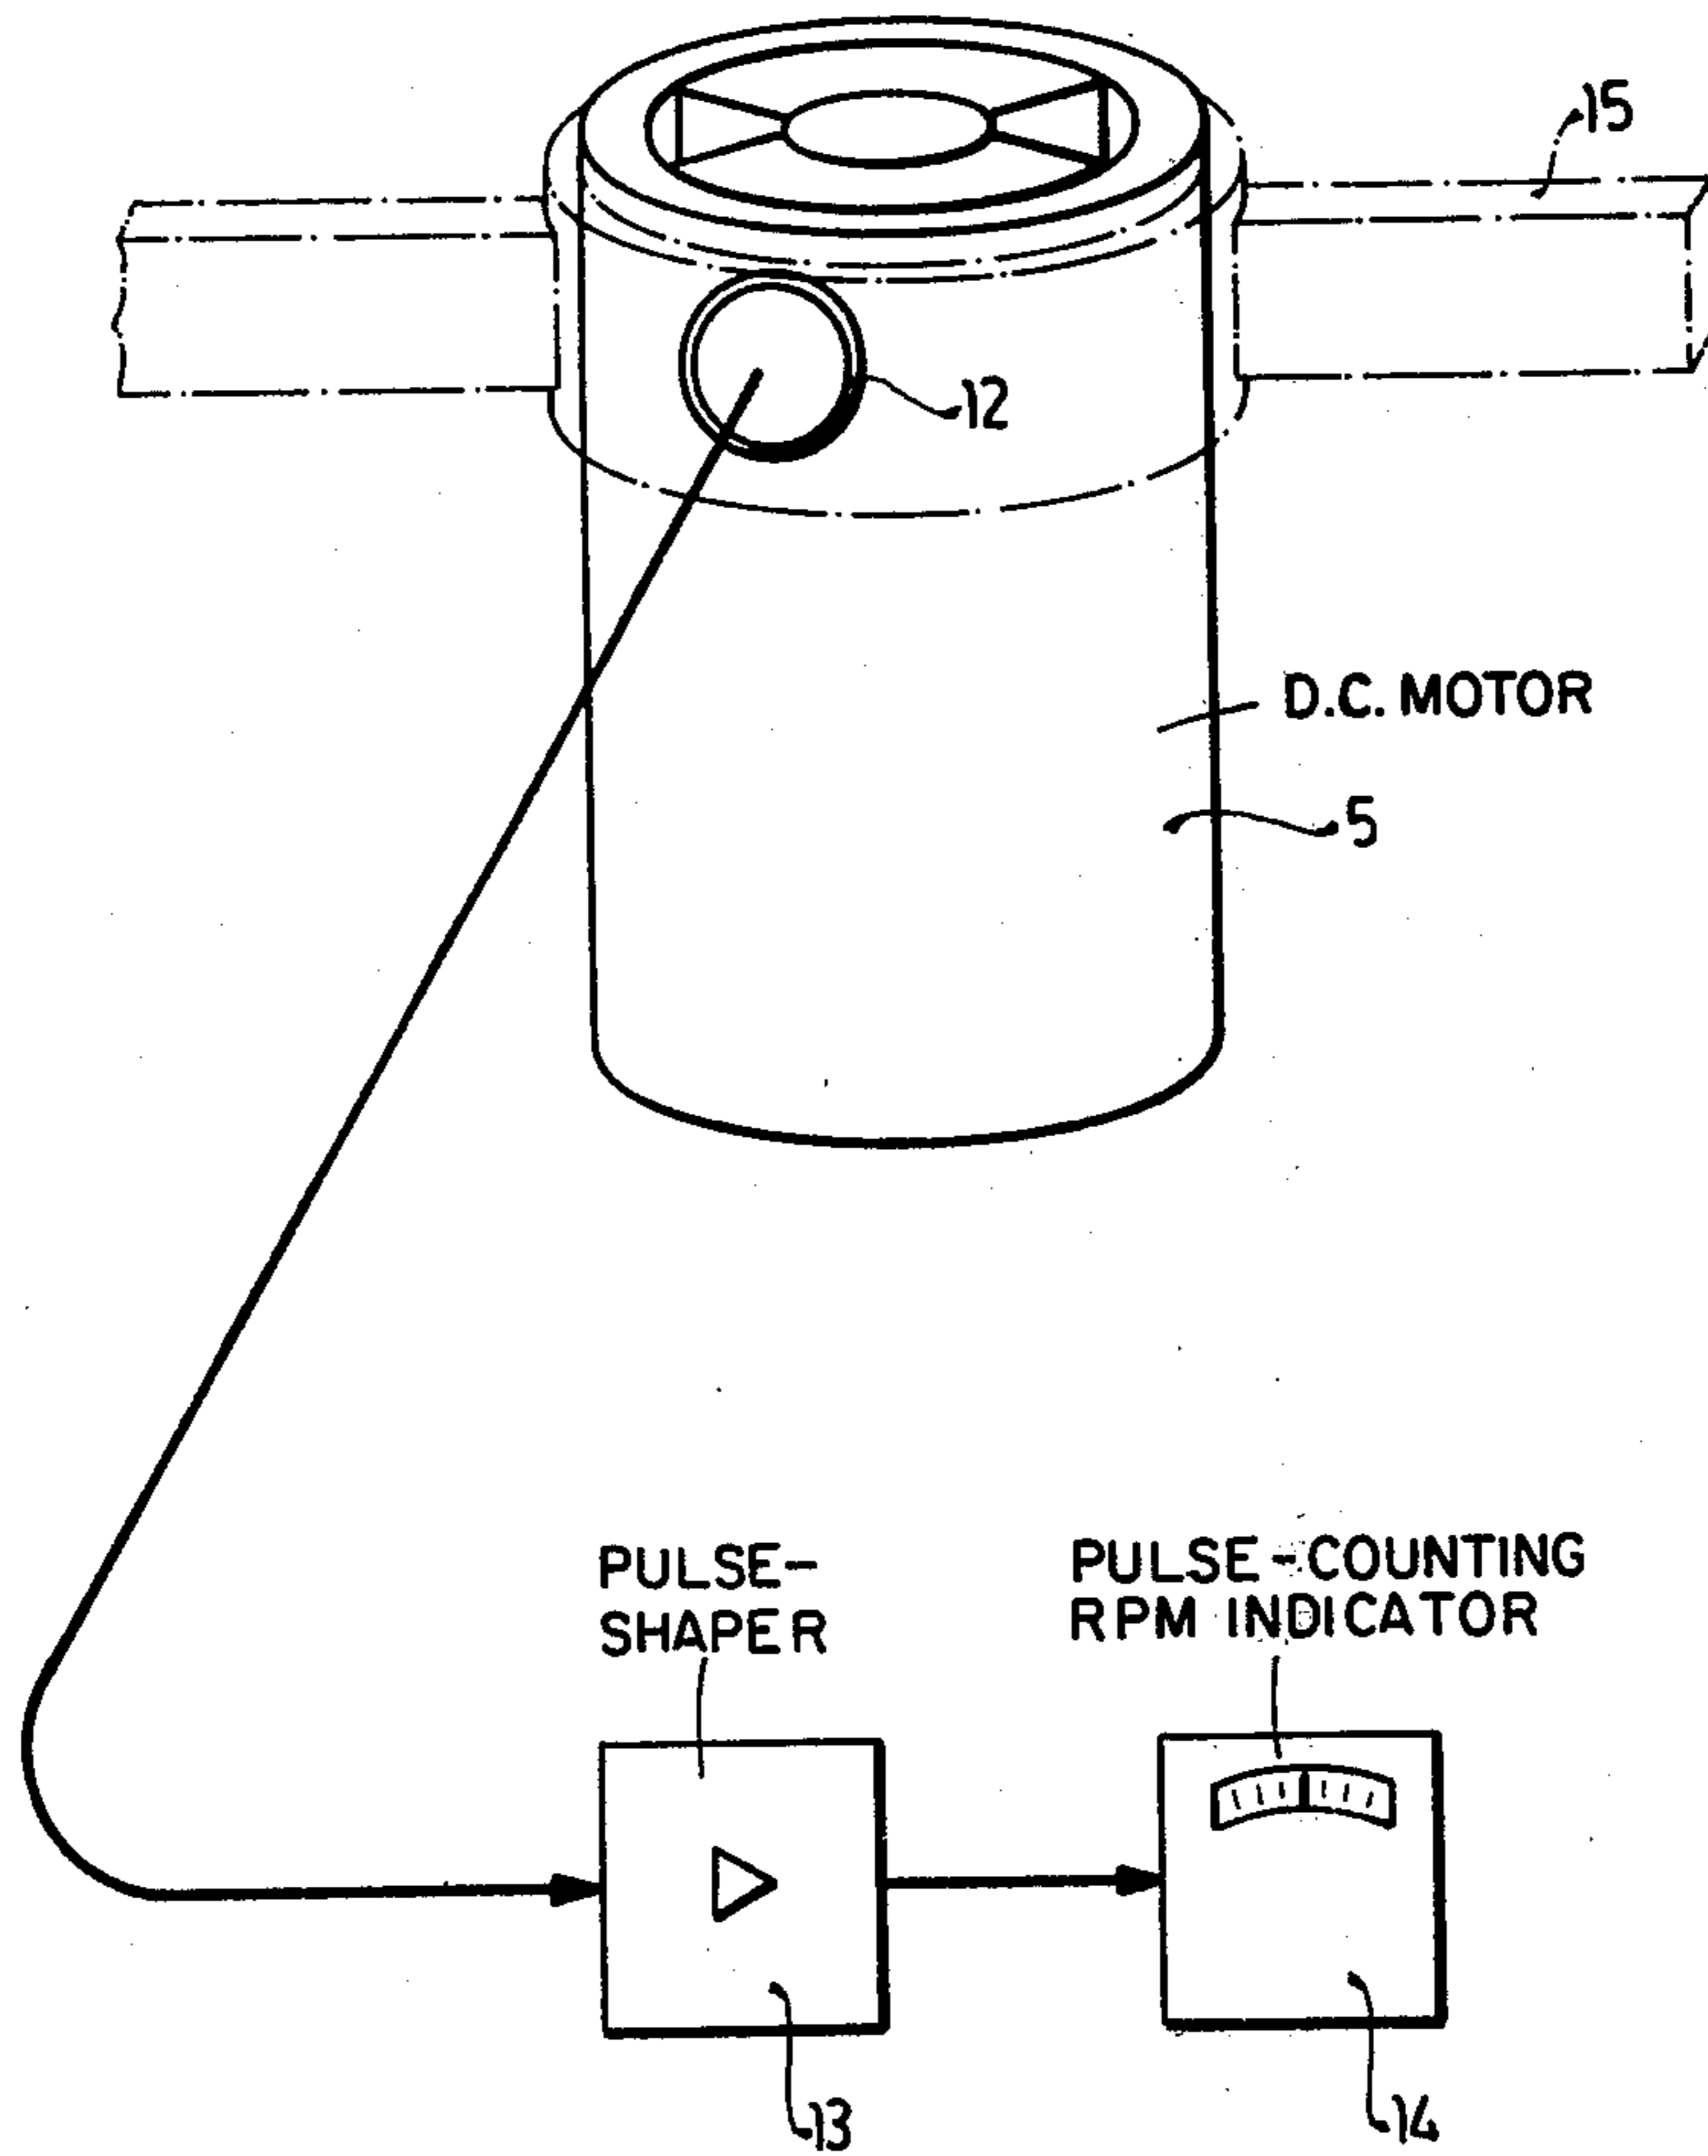 15
12
D.C. MOTOR
5
PULSE-
SHAPER
PULSE-COUNTING
RPM INDICATOR
13
14